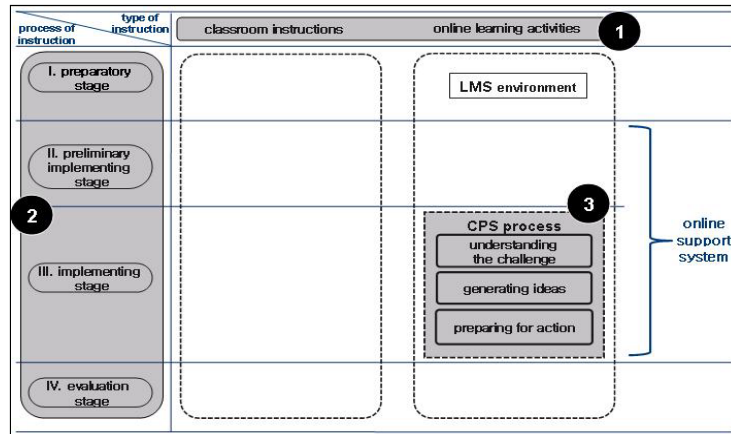 type of
instruction
process of
instruction
classroom instructions
online learning activities
1
I. preparatory
stage
LMS environment
II. preliminary
implementing
stage
2
3
CPS process
understanding
the challenge
online
support
system
III. implementing
stage
generating ideas
preparing for action
IV. evaluation
stage